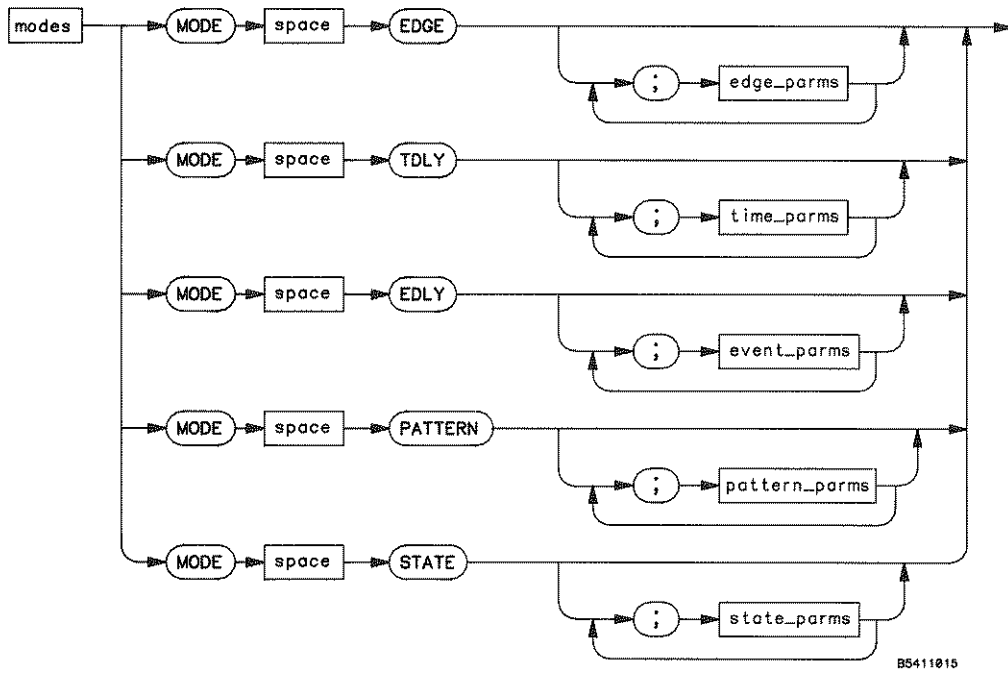 modes MODE space EDGE
; edge_parms
MODE space TDLY
; time_parms
MODE space EDLY
; event_parms
MODE space PATTERN
; pattern_parms
MODE space STATE
; state_parms
B5411015